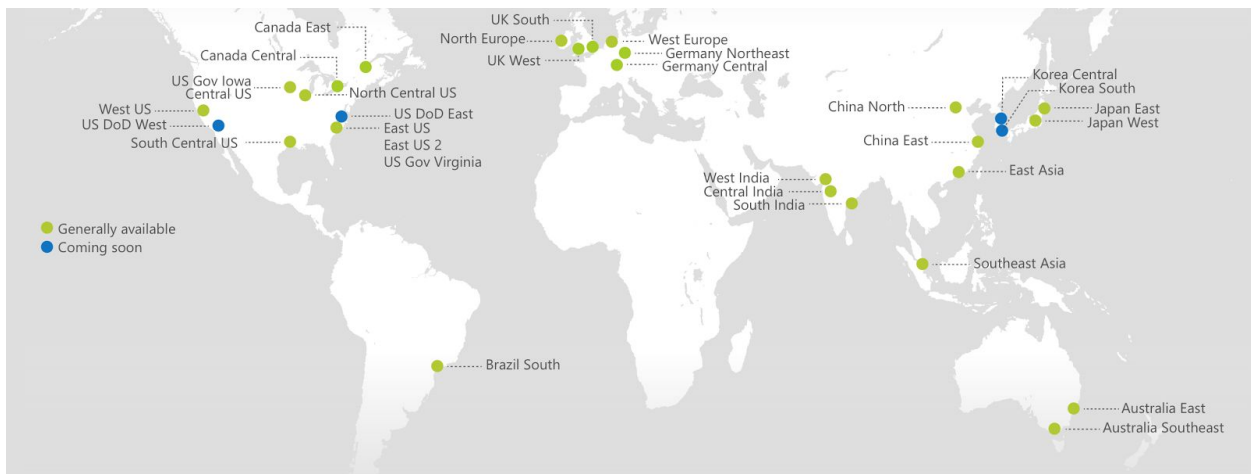 Canada East
Canada Central
US Gov Iowa
Central US
North Central US
West US
US DoD West
South Central US
US DoD East
East US
East US 2
US Gov Virginia
UK South
North Europe
UK West
West Europe
Germany Northeast
Germany Central
Korea Central
Korea South
China North
Japan East
Japan West
China East
East Asia
West India
Central India
South India
Generally available
Coming soon
Southeast Asia
Brazil South
Australia East
Australia Southeast